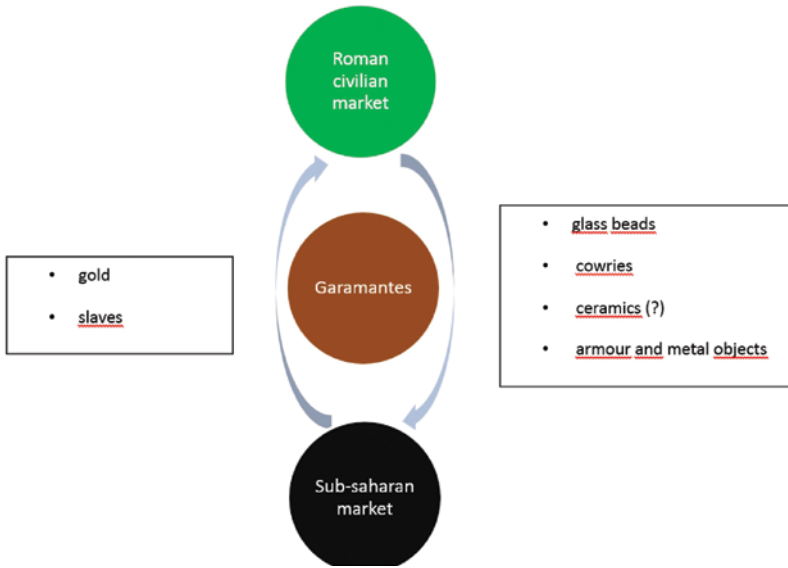 Roman
civilian
market
• gold
• slaves
Garamantes
• glass beads
• cowries
• ceramics (?)
• armour and metal objects
Sub-saharan
market